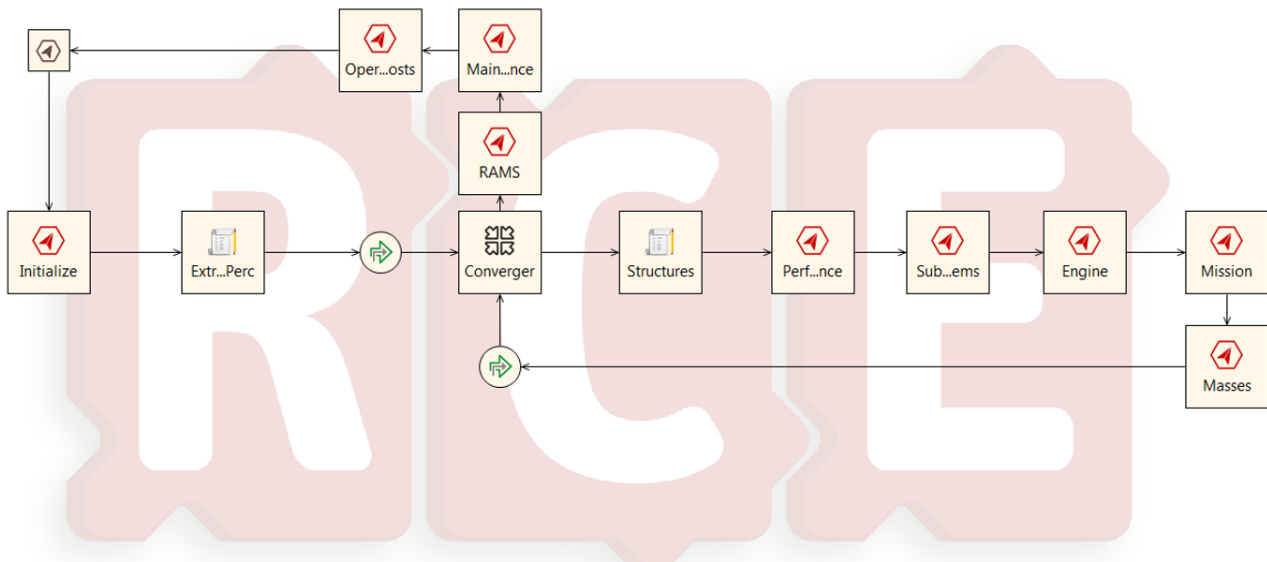 Oper...osts
Main...nce
RAMS
Initialize
Extr...Perc
Converger
Structures
Perf...nce
Sub...ems
Engine
Mission
Masses
RCE